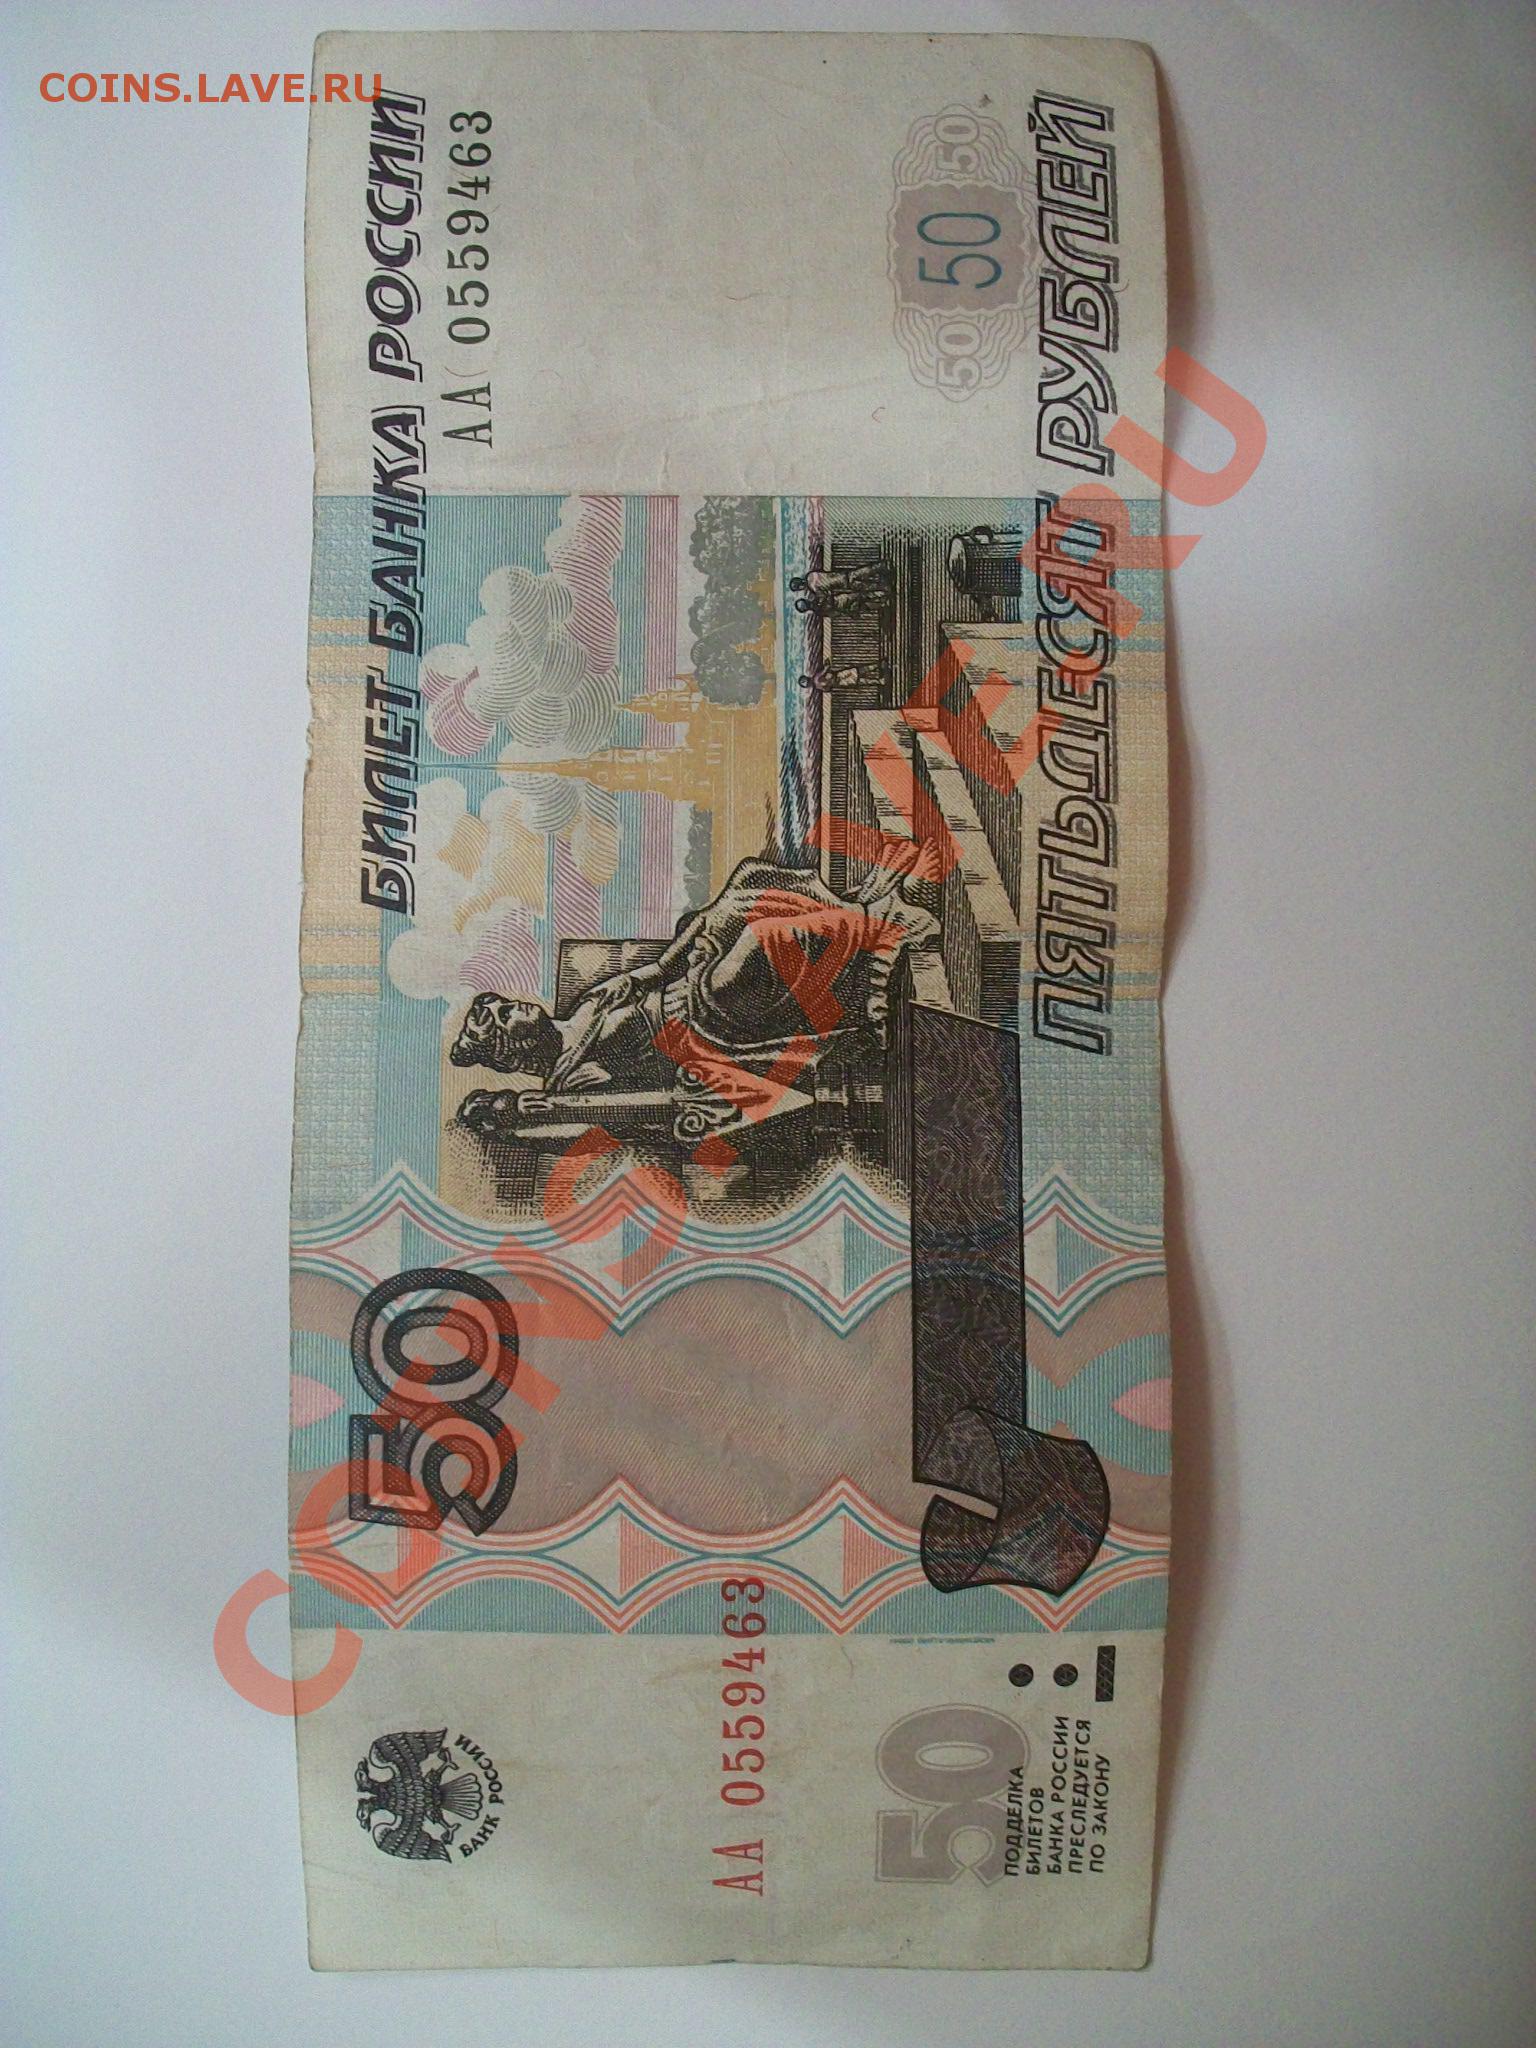 COINS.LAVE.RU
БИЛЕТ БАНКА РОССИИ
АА 0559463
50
БАНК РОССИИ
АА 0559463
50 50 50
50
ПОДДЕЛКА
БИЛЕТОВ
БАНКА РОССИИ
ПРЕСЛЕДУЕТСЯ
ПО ЗАКОНУ
ПЯТЬДЕСЯТ РУБЛЕЙ
COINS.LAVE.RU